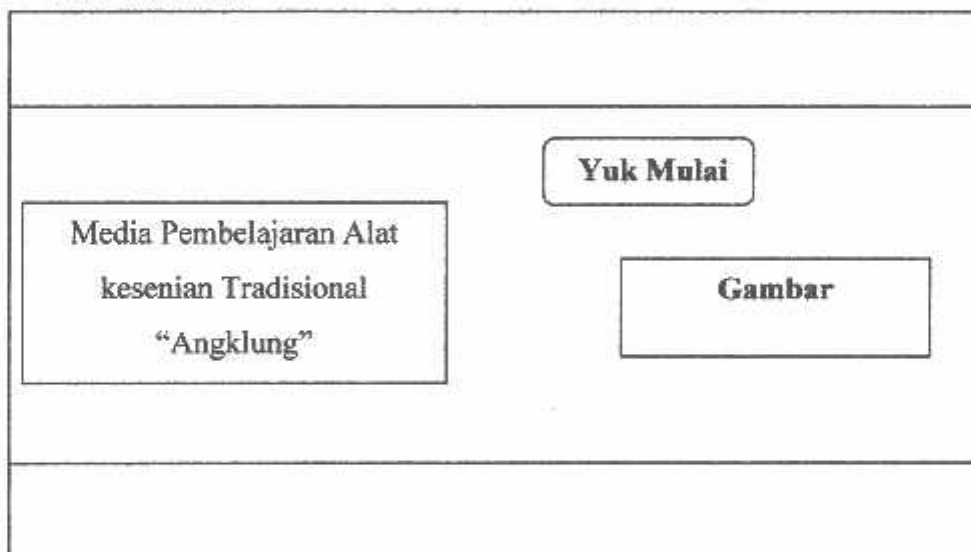 Yuk Mulai
Media Pembelajaran Alat
kesenian Tradisional
“Angklung”
Gambar